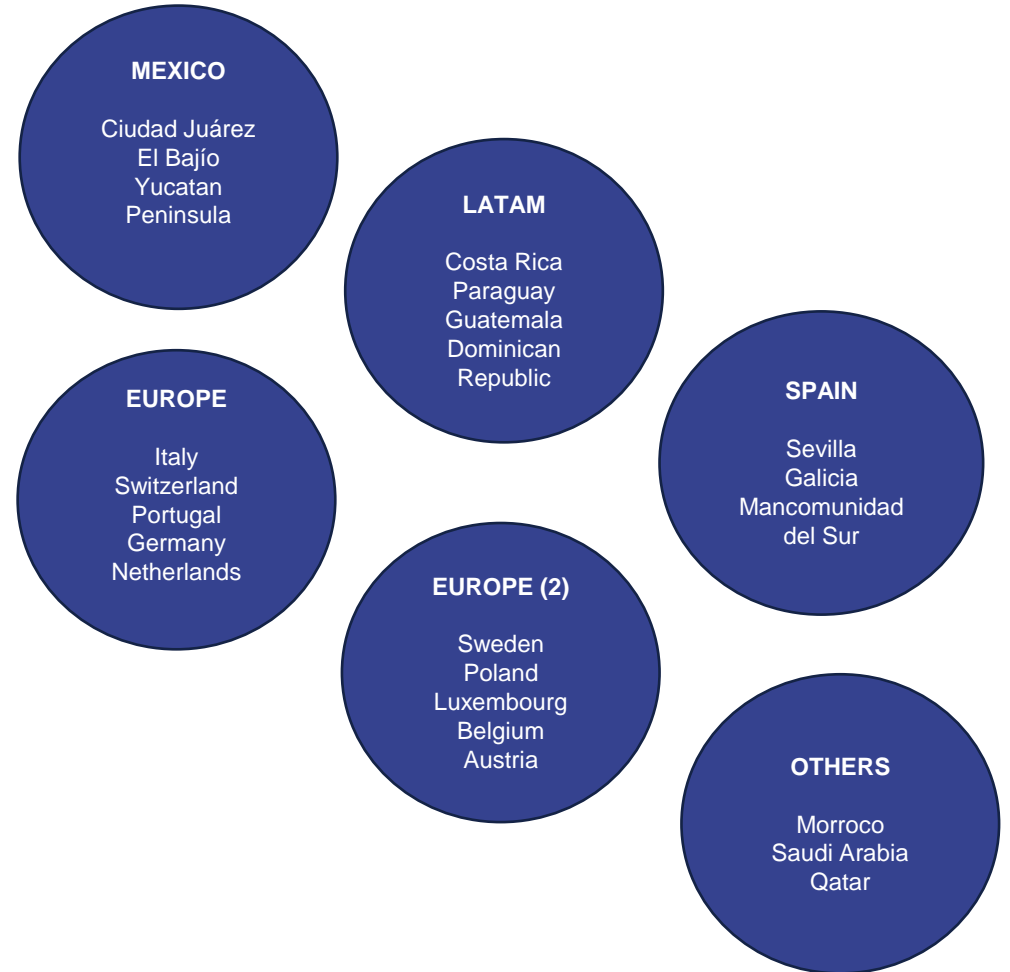 MEXICO
Ciudad Juárez
El Bajío
Yucatan
Peninsula
LATAM
Costa Rica
Paraguay
Guatemala
Dominican
Republic
EUROPE
Italy
Switzerland
Portugal
Germany
Netherlands
SPAIN
Sevilla
Galicia
Mancomunidad
del Sur
EUROPE (2)
Sweden
Poland
Luxembourg
Belgium
Austria
OTHERS
Morroco
Saudi Arabia
Qatar